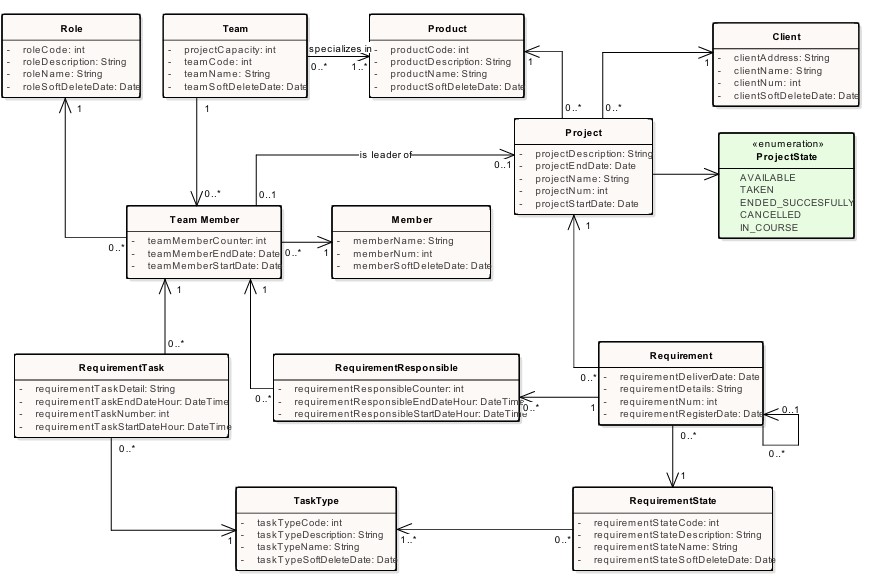 Role
- roleCode: int
- roleDescription: String
- roleName: String
- roleSoftDeleteDate: Date
1
Team
- projectCapacity: int
- teamCode: int
- teamName: String
- teamSoftDeleteDate: Date
1
specializes in
0..*
1..*
Product
- productCode: int
- productDescription: String
- productName: String
- productSoftDeleteDate: Date
1
0..*
Client
- clientAddress: String
- clientName: String
- clientNum: int
- clientSoftDeleteDate: Date
1
0..*
Project
- projectDescription: String
- projectEndDate: Date
- projectName: String
- projectNum: int
- projectStartDate: Date
1
«enumeration»
ProjectState
AVAILABLE
TAKEN
ENDED_SUCCESFULLY
CANCELLED
IN_COURSE
is leader of
0..1
0..1
0..*
Team Member
- teamMemberCounter: int
- teamMemberEndDate: Date
- teamMemberStartDate: Date
0..*
0..*
1
1
1
Member
- memberName: String
- memberNum: int
- memberSoftDeleteDate: Date
0..*
RequirementTask
- requirementTaskDetail: String
- requirementTaskEndDateHour: DateTime
- requirementTaskNumber: int
- requirementTaskStartDateHour: DateTime
0..*
RequirementResponsible
- requirementResponsibleCounter: int
- requirementResponsibleEndDateHour: DateTime
- requirementResponsibleStartDateHour: DateTime
0..*
0..*
1
0..*
Requirement
- requirementDeliverDate: Date
- requirementDetails: String
- requirementNum: int
- requirementRegisterDate: Date
0..1
0..*
0..*
1
TaskType
- taskTypeCode: int
- taskTypeDescription: String
- taskTypeName: String
- taskTypeSoftDeleteDate: Date
1
1..*
0..*
RequirementState
- requirementStateCode: int
- requirementStateDescription: String
- requirementStateName: String
- requirementStateSoftDeleteDate: Date